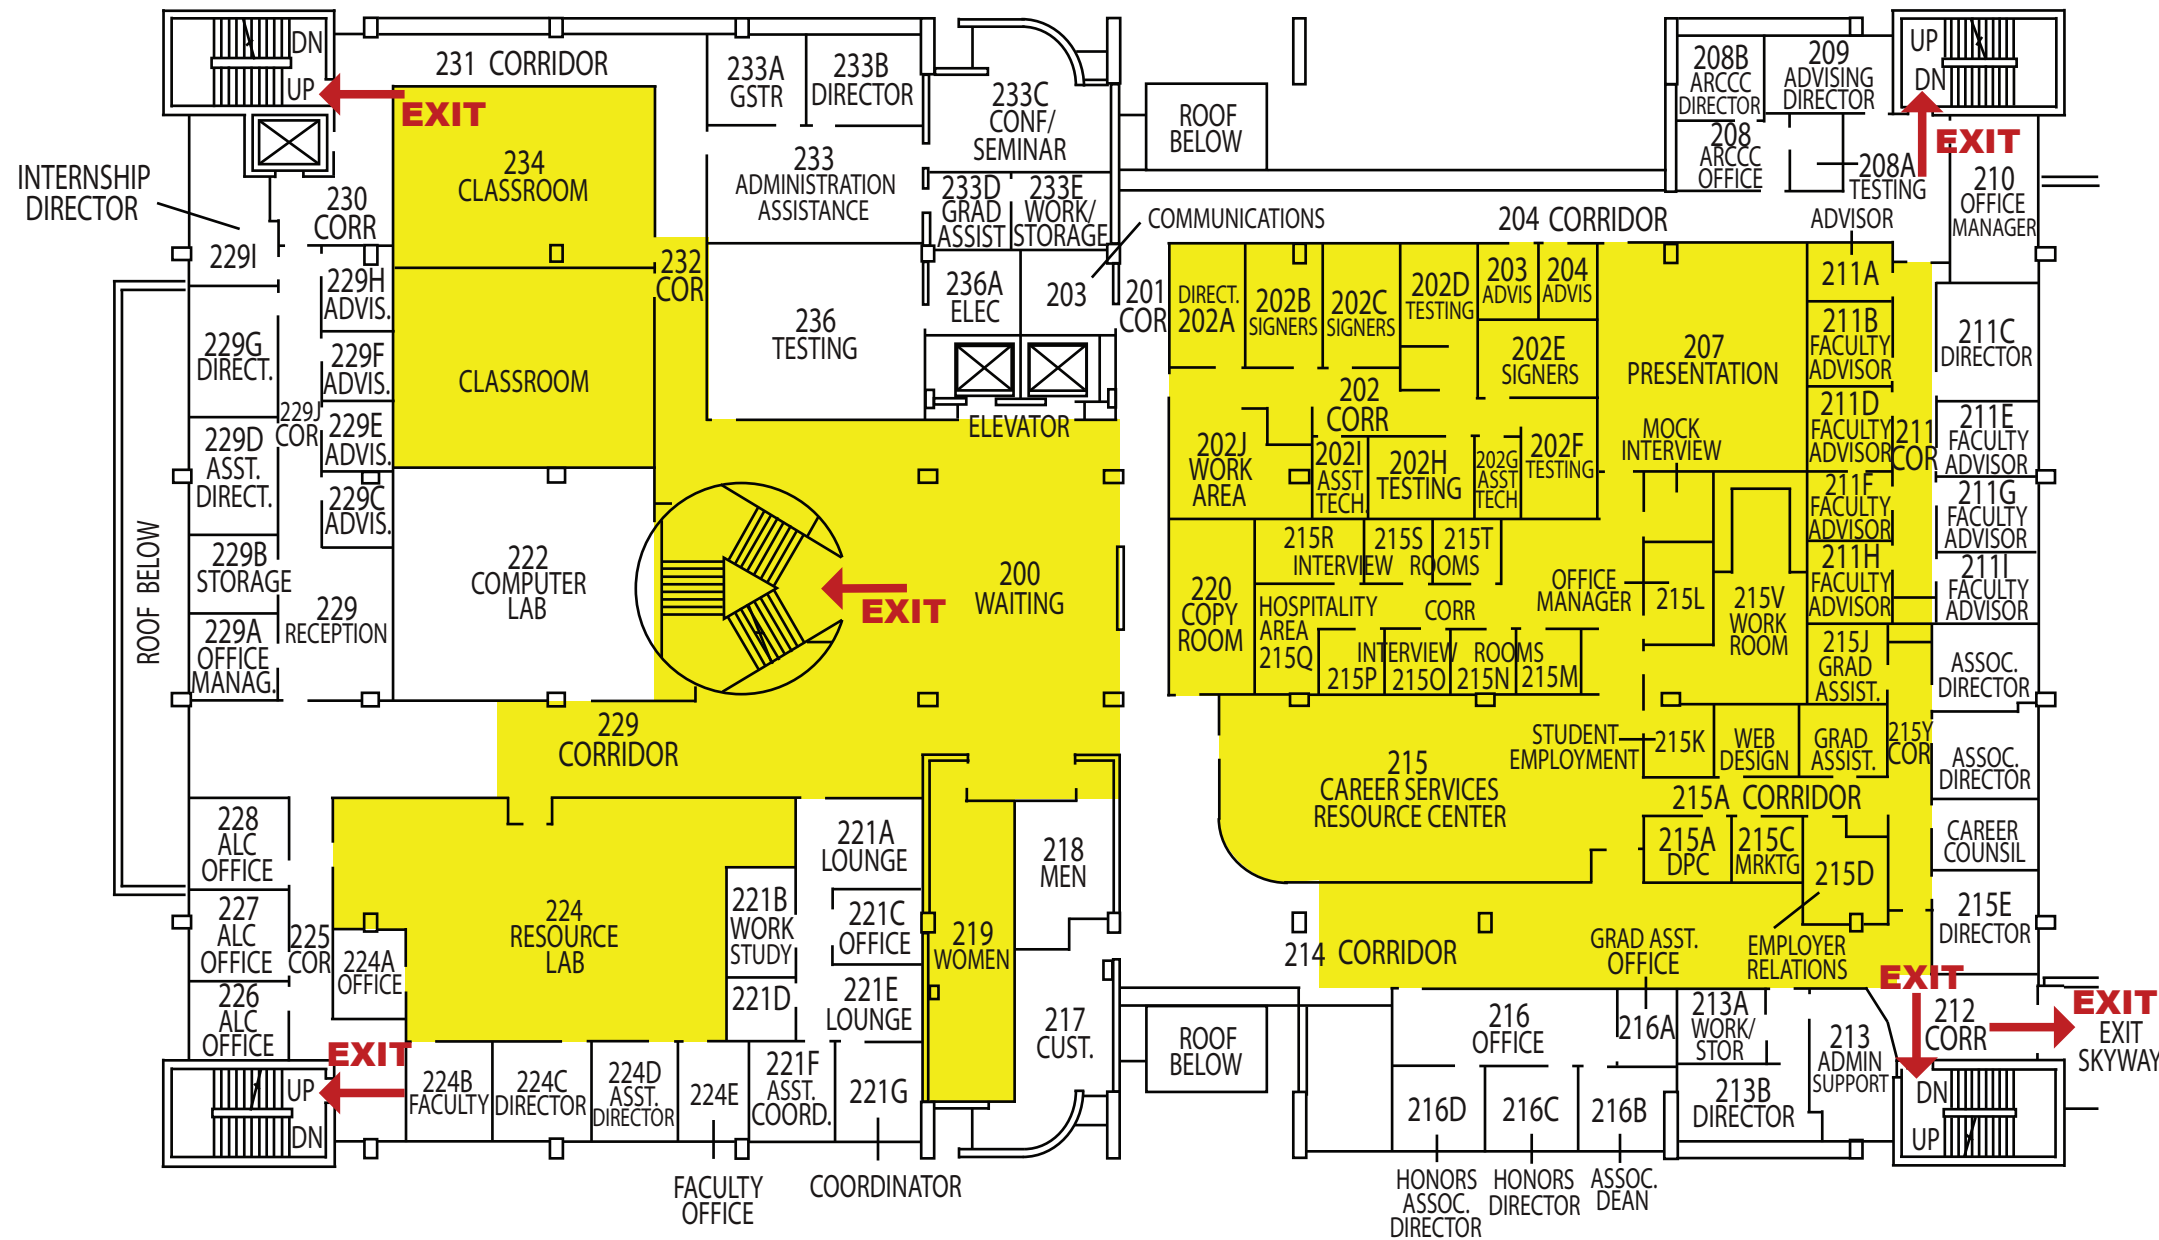 DN
UP
EXIT
231 CORRIDOR
233A
GSTR
233B
DIRECTOR
233C
CONF/
SEMINAR
ROOF
BELOW
208B
ARCCC
DIRECTOR
209
ADVISING
DIRECTOR
UP
DN
EXIT
INTERNSHIP
DIRECTOR
234
CLASSROOM
233
ADMINISTRATION
ASSISTANCE
208
ARCCC
OFFICE
208A
TESTING
210
OFFICE
MANAGER
230
CORR
233D
GRAD
ASSIST
233E
WORK/
STORAGE
COMMUNICATIONS
204 CORRIDOR
ADVISOR
229I
229H
ADVIS.
232
COR
236A
ELEC
203
201
COR
DIRECT.
202A
202B
SIGNERS
202C
SIGNERS
202D
TESTING
203
ADVIS
204
ADVIS
211A
229G
DIRECT.
229F
ADVIS.
CLASSROOM
236
TESTING
202E
SIGNERS
207
PRESENTATION
211B
FACULTY
ADVISOR
211C
DIRECTOR
229J
COR
229E
ADVIS.
ELEVATOR
202
CORR
MOCK
INTERVIEW
211D
FACULTY
ADVISOR
211
COR
211E
FACULTY
ADVISOR
229D
ASST.
DIRECT.
229C
ADVIS.
202J
WORK
AREA
202I
ASST
TECH.
202H
TESTING
202G
ASST
TECH
202F
TESTING
211F
FACULTY
ADVISOR
211G
FACULTY
ADVISOR
ROOF BELOW
229B
STORAGE
222
COMPUTER
LAB
EXIT
200
WAITING
215R
215S
215T
INTERVIEW ROOMS
220
COPY
ROOM
HOSPITALITY
AREA
215Q
CORR
OFFICE
MANAGER
215L
215V
WORK
ROOM
211H
FACULTY
ADVISOR
211I
FACULTY
ADVISOR
229A
OFFICE
MANAG.
229
RECEPTION
INTERVIEW ROOMS
215P
215O
215N
215M
215J
GRAD
ASSIST.
ASSOC.
DIRECTOR
229
CORRIDOR
215
CAREER SERVICES
RESOURCE CENTER
STUDENT
EMPLOYMENT
215K
WEB
DESIGN
GRAD
ASSIST.
215Y
COR
ASSOC.
DIRECTOR
215A CORRIDOR
228
ALC
OFFICE
221A
LOUNGE
218
MEN
215A
DPC
215C
MRKTG
215D
CAREER
COUNSIL
227
ALC
OFFICE
225
COR
224A
OFFICE
224
RESOURCE
LAB
221B
WORK
STUDY
221C
OFFICE
219
WOMEN
214 CORRIDOR
GRAD ASST.
OFFICE
EMPLOYER
RELATIONS
215E
DIRECTOR
226
ALC
OFFICE
221D
221E
LOUNGE
217
CUST.
ROOF
BELOW
216
OFFICE
216A
213A
WORK/
STOR
213
ADMIN
SUPPORT
EXIT
212
CORR
EXIT
EXIT
SKYWAY
EXIT
UP
DN
224B
FACULTY
224C
DIRECTOR
224D
ASST.
DIRECTOR
224E
221F
ASST.
COORD.
221G
216D
216C
216B
213B
DIRECTOR
DN
UP
FACULTY
OFFICE
COORDINATOR
HONORS
ASSOC.
DIRECTOR
HONORS
DIRECTOR
ASSOC.
DEAN